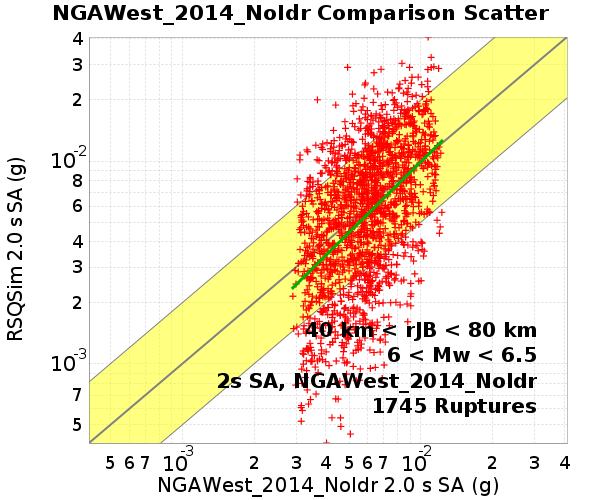 NGAWest_2014_NoIdr Comparison Scatter
4
3
2
10-2
8
6
4
3
2
10-3
7
5
RSQSim 2.0 s SA (g)
40 km < rJB < 80 km
6 < Mw < 6.5
2s SA, NGAWest_2014_NoIdr
1745 Ruptures
5 6 7 10-3 2 3 4 5 6 7 10-2 2 3 4
NGAWest_2014_NoIdr 2.0 s SA (g)